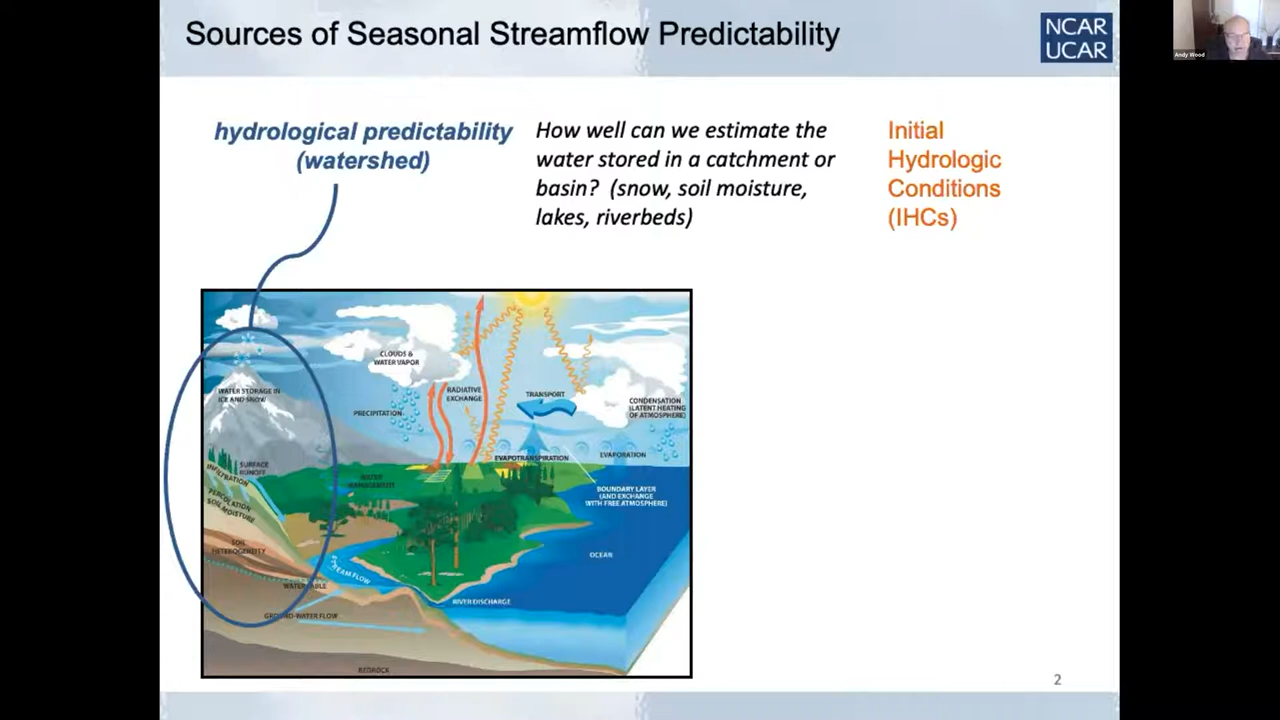 Sources of Seasonal Streamflow Predictability
NCAR
UCAR
Andy Wood
hydrological predictability
(watershed)
How well can we estimate the
water stored in a catchment or
basin? (snow, soil moisture,
lakes, riverbeds)
Initial
Hydrologic
Conditions
(IHCs)
CLOUDS &
WATER VAPOR
WATER STORAGE IN
ICE AND SNOW
RADIATIVE
EXCHANGE
TRANSPORT
CONDENSATION
(LATENT HEATING
OF ATMOSPHERE)
PRECIPITATION
EVAPOTRANSPIRATION
EVAPORATION
SURFACE
RUNOFF
INFILTRATION
WATER
MANAGEMENT
BOUNDARY LAYER
(AND EXCHANGE
WITH FREE ATMOSPHERE)
PERCOLATION
SOIL MOISTURE
SOIL
HETEROGENEITY
OCEAN
STREAM FLOW
WATER TABLE
RIVER DISCHARGE
GROUND-WATER FLOW
BEDROCK
2